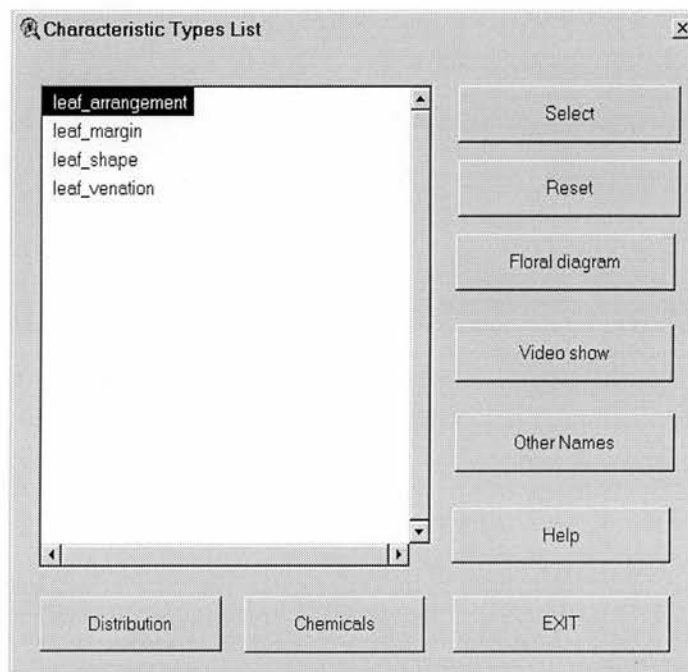 Characteristic Types List
leaf_arrangement
leaf_margin
leaf_shape
leaf_venation
Select
Reset
Floral diagram
Video show
Other Names
Help
Distribution
Chemicals
EXIT